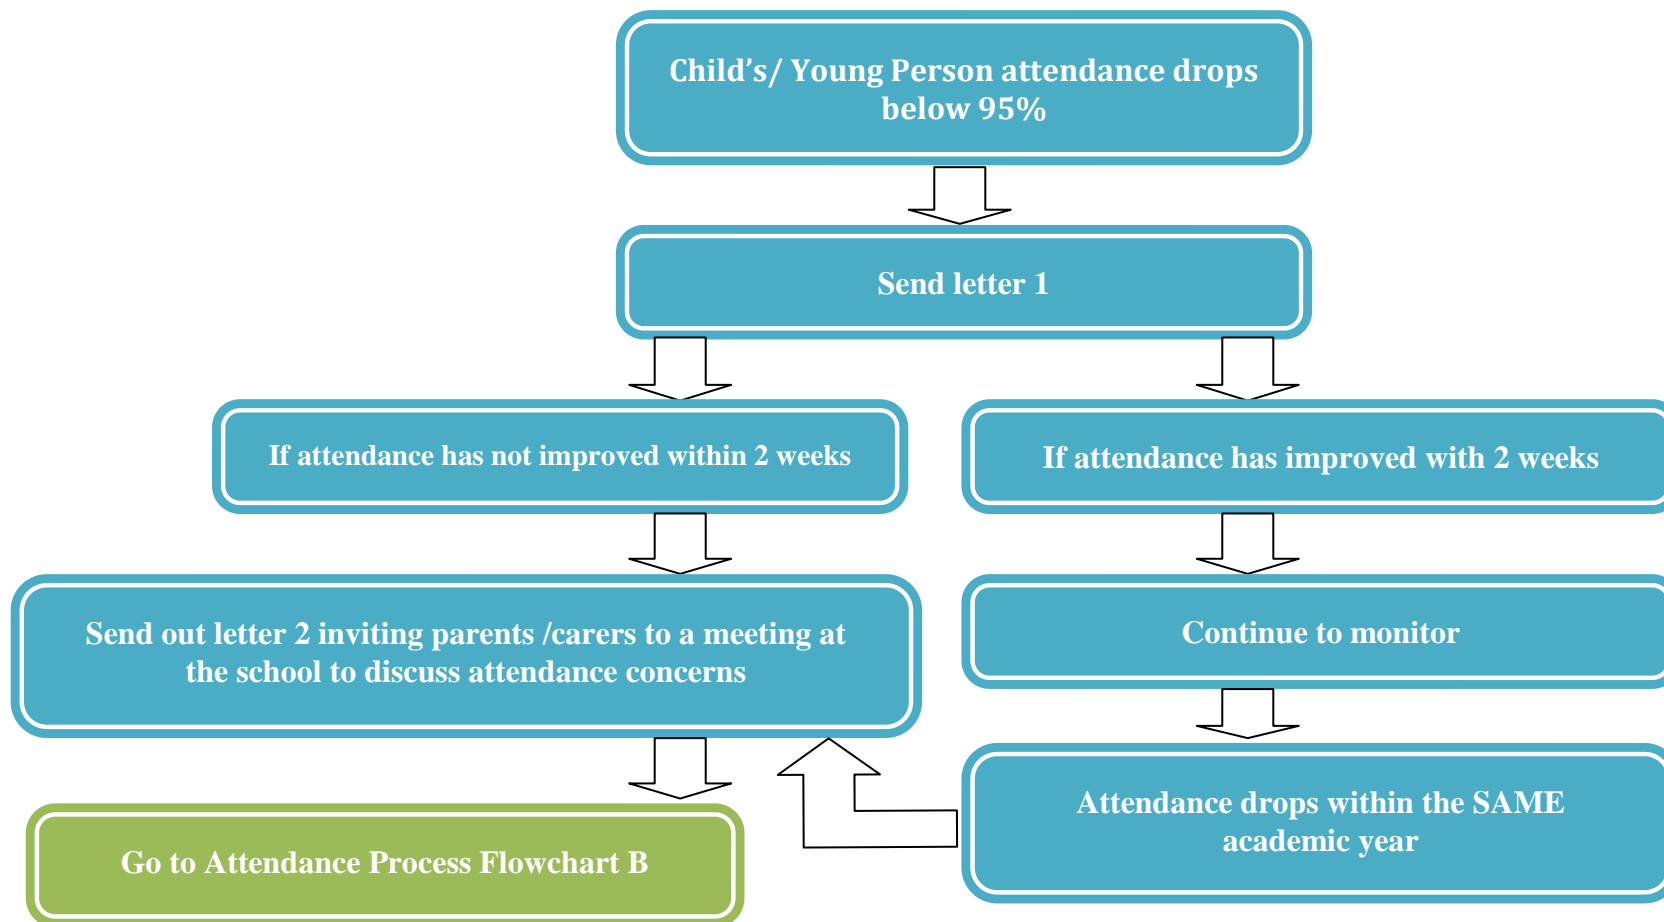 Child’s/ Young Person attendance drops
below 95%
Send letter 1
If attendance has not improved within 2 weeks
If attendance has improved with 2 weeks
Send out letter 2 inviting parents /carers to a meeting at
the school to discuss attendance concerns
Continue to monitor
Attendance drops within the SAME
academic year
Go to Attendance Process Flowchart B